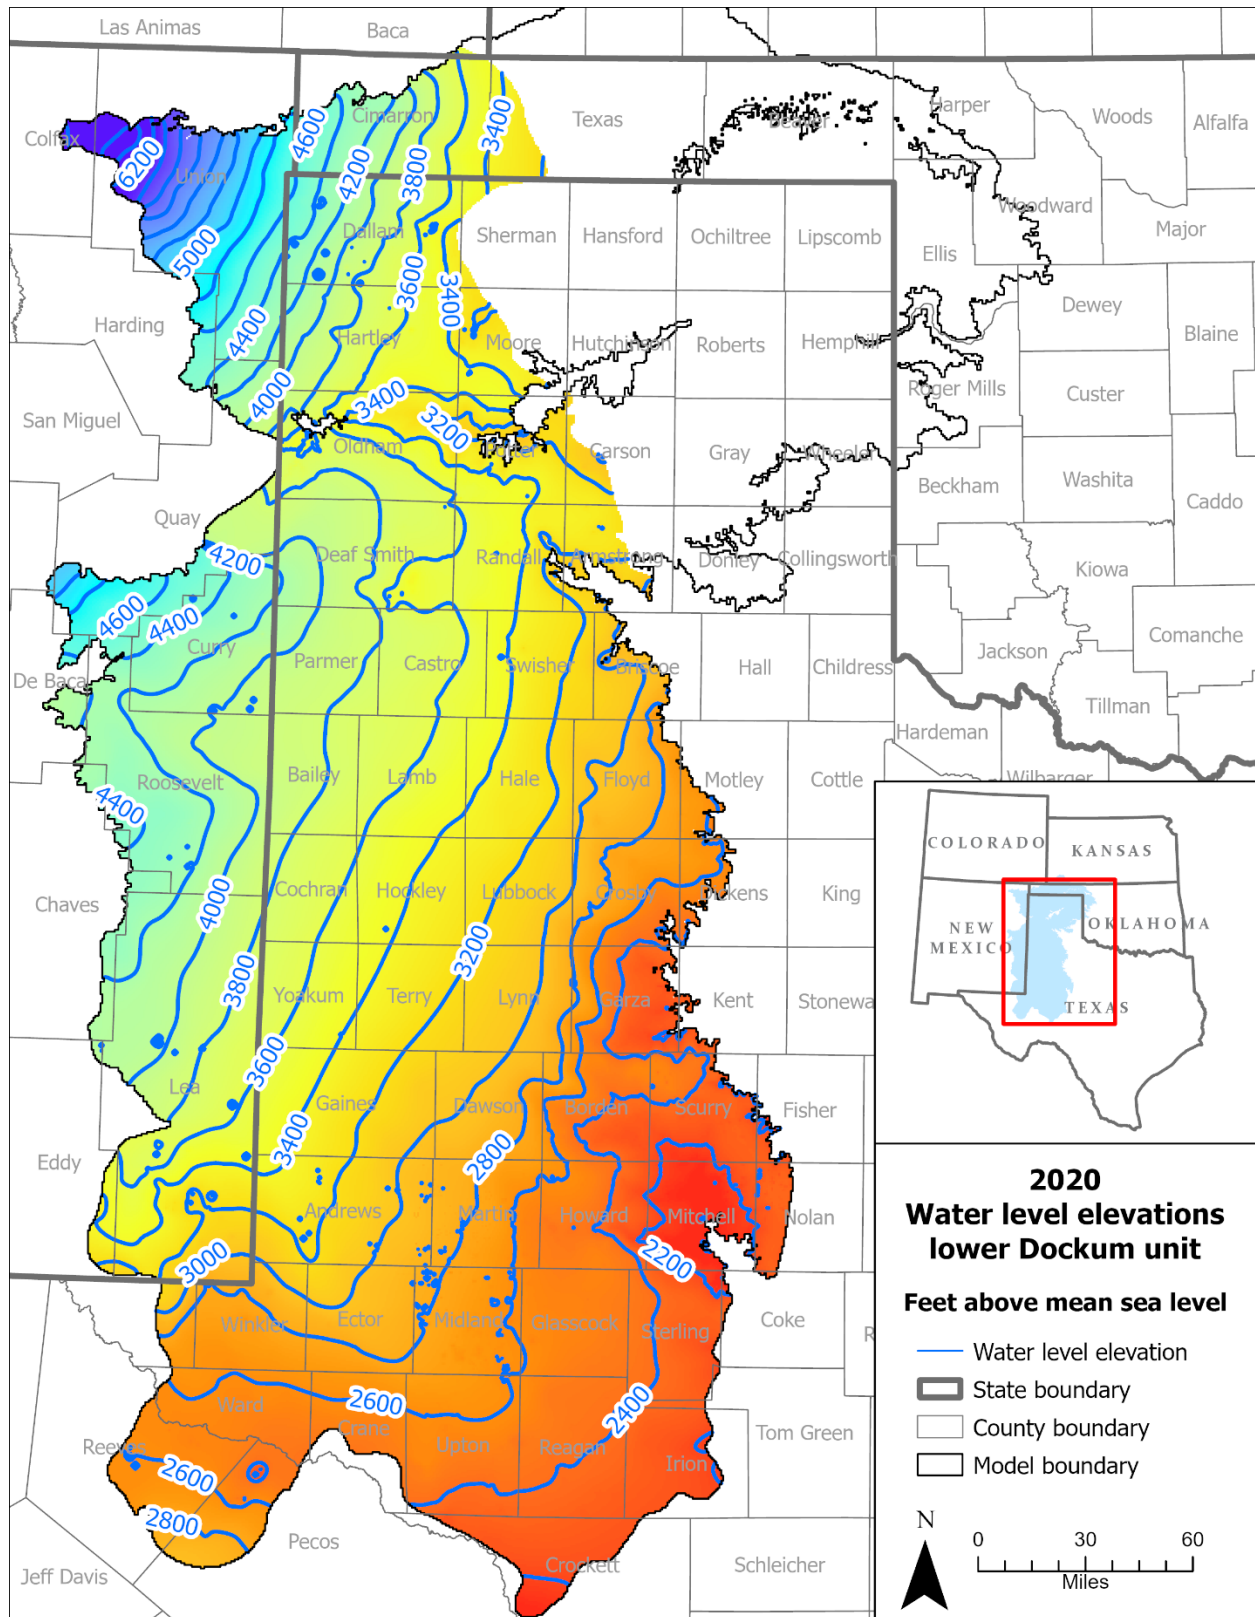 Las Animas
Baca
Colfax
Union
Cimarron
Texas
Beaver
Harper
Woods
Alfalfa
6200
4600
4200
3800
3400
5000
Dallam
Sherman
Hansford
Ochiltree
Lipscomb
Ellis
Woodward
Major
Harding
4400
3600
3400
Hartley
Moore
Hutchinson
Roberts
Hemphill
Dewey
Blaine
San Miguel
4000
3400
3200
Oldham
Potter
Carson
Gray
Wheeler
Roger Mills
Custer
Beckham
Washita
Caddo
Quay
4200
Deaf Smith
Randall
Armstrong
Donley
Collingsworth
Kiowa
4600
4400
Curry
Comanche
De Baca
Parmer
Castro
Swisher
Briscoe
Hall
Childress
Jackson
Tillman
Hardeman
Wilbarger
Roosevelt
4400
Bailey
Lamb
Hale
Floyd
Motley
Cottle
Chaves
4000
Cochran
Hockley
Lubbock
Crosby
Dickens
King
3800
3200
Yoakum
Terry
Lynn
Garza
Kent
Stonewa
3600
Lea
Gaines
Dawson
Borden
Scurry
Fisher
Eddy
3400
2800
Andrews
Martin
Howard
Mitchell
Nolan
3000
2200
Winkler
Ector
Midland
Glasscock
Sterling
Coke
R
Ward
2600
2400
Crane
Upton
Reagan
Irion
Tom Green
Reeves
2600
2800
Pecos
Crockett
Schleicher
Jeff Davis
COLORADO
KANSAS
NEW
MEXICO
OKLAHOMA
TEXAS
2020
Water level elevations
lower Dockum unit
Feet above mean sea level
Water level elevation
State boundary
County boundary
Model boundary
N
0 30 60
Miles